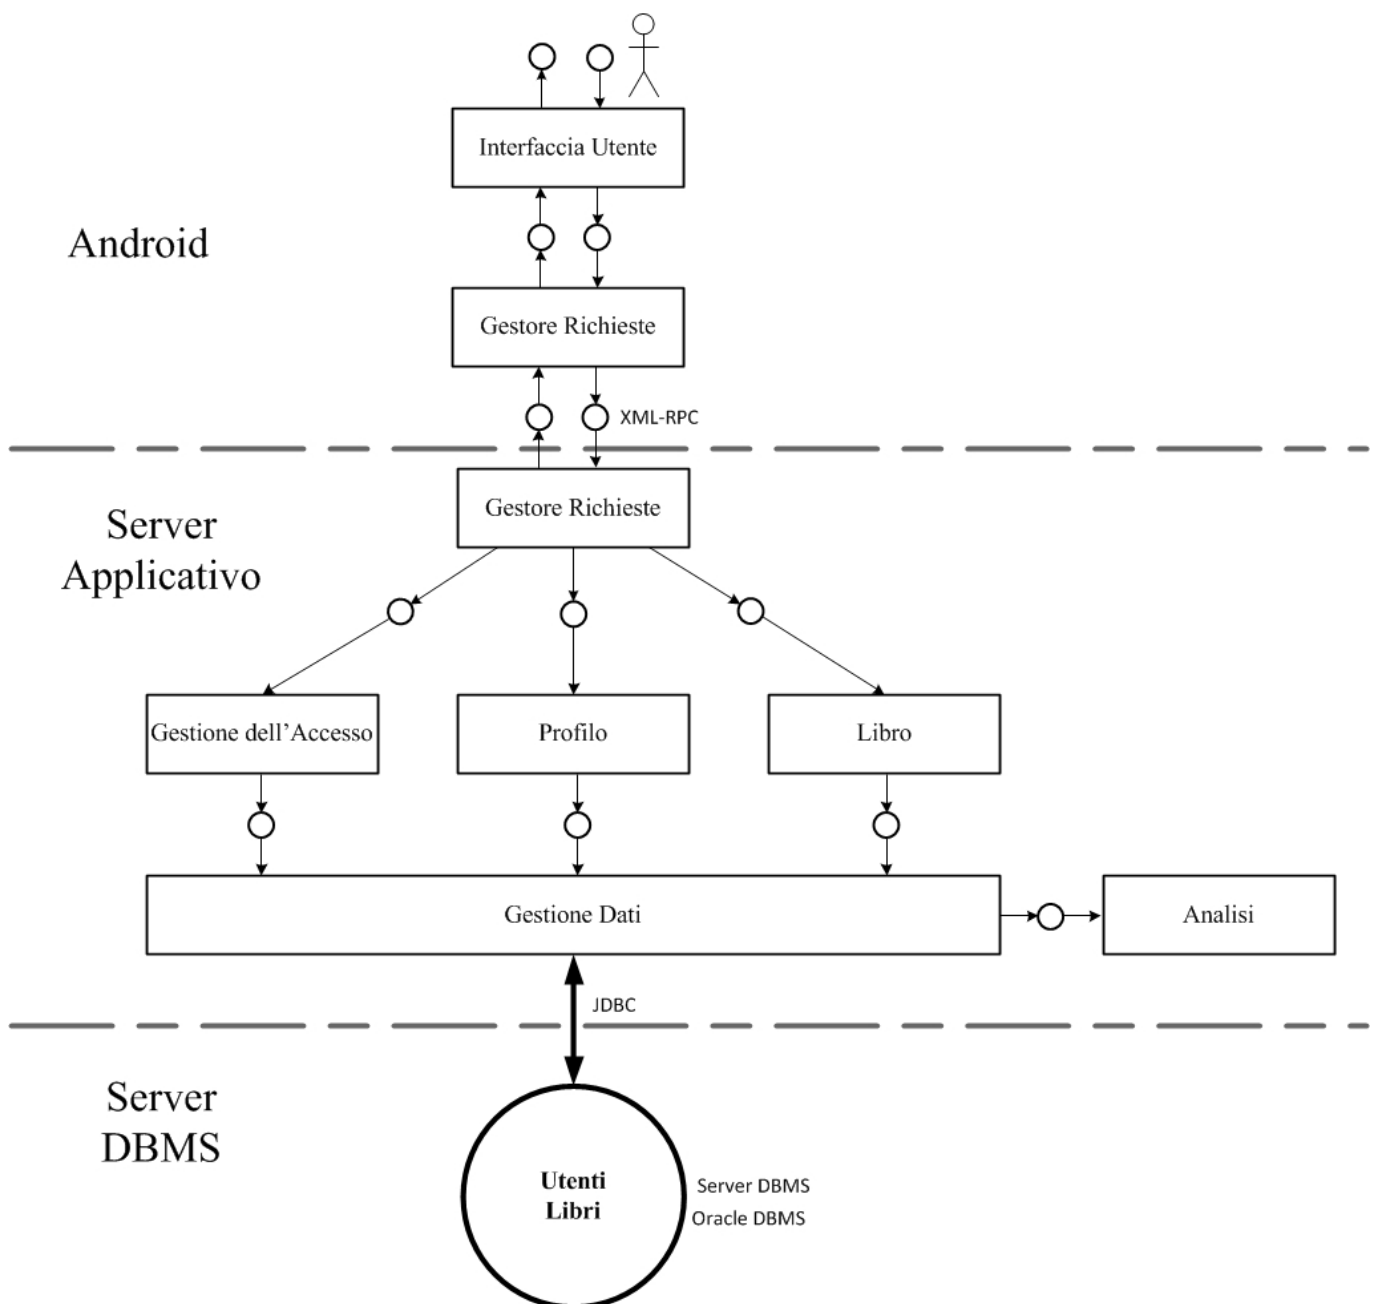 Interfaccia Utente
Android
Gestore Richieste
XML-RPC
Server
Applicativo
Gestore Richieste
Gestione dell’Accesso
Profilo
Libro
Gestione Dati
Analisi
JDBC
Server
DBMS
Utenti
Libri
Server DBMS
Oracle DBMS